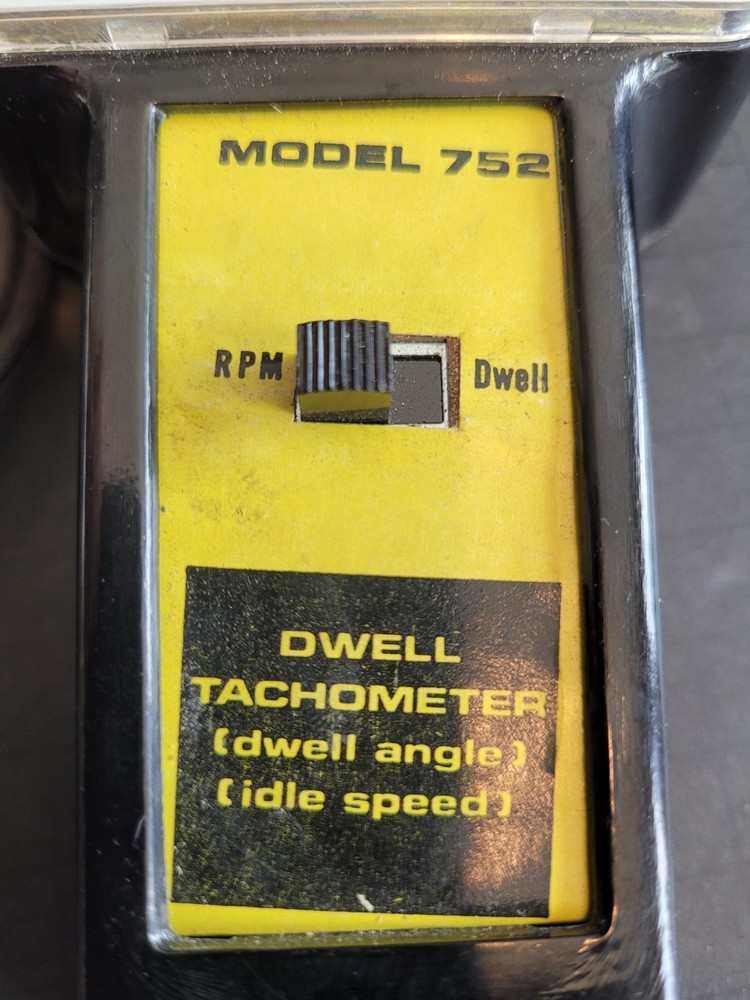 MODEL 752
RPM Dwell
DWELL
TACHOMETER
(dwell angle)
(idle speed)